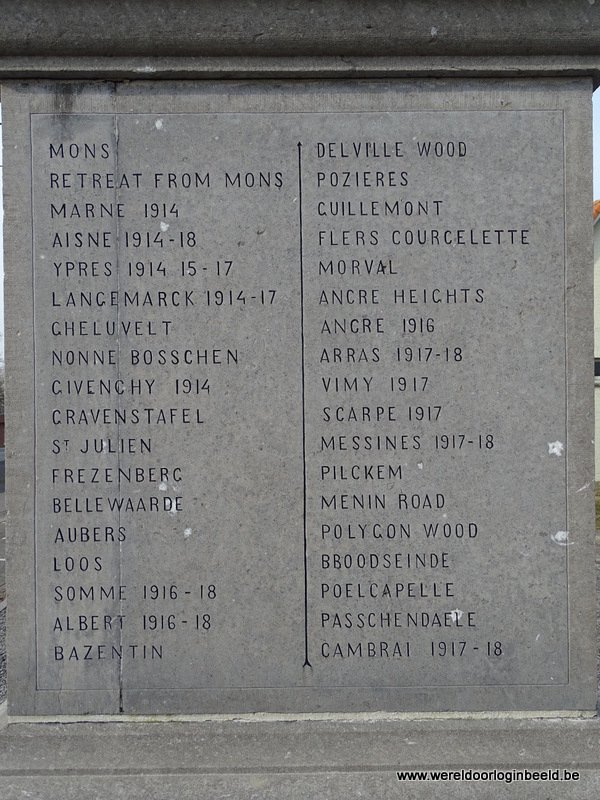 MONS
RETREAT FROM MONS
MARNE 1914
AISNE 1914-18
YPRES 1914 15-17
LANGEMARCK 1914-17
GHELUVELT
NONNE BOSSCHEN
GIVENCHY 1914
GRAVENSTAFEL
ST JULIEN
FREZENBERG
BELLEWAARDE
AUBERS
LOOS
SOMME 1916-18
ALBERT 1916-18
BAZENTIN
DELVILLE WOOD
POZIERES
GUILLEMONT
FLERS COURCELETTE
MORVAL
ANCRE HEIGHTS
ANCRE 1916
ARRAS 1917-18
VIMY 1917
SCARPE 1917
MESSINES 1917-18
PILCKEM
MENIN ROAD
POLYGON WOOD
BBOODSEINDE
POELCAPELLE
PASSCHENDAELE
CAMBRAI 1917-18
www.wereldoorloginbeeld.be